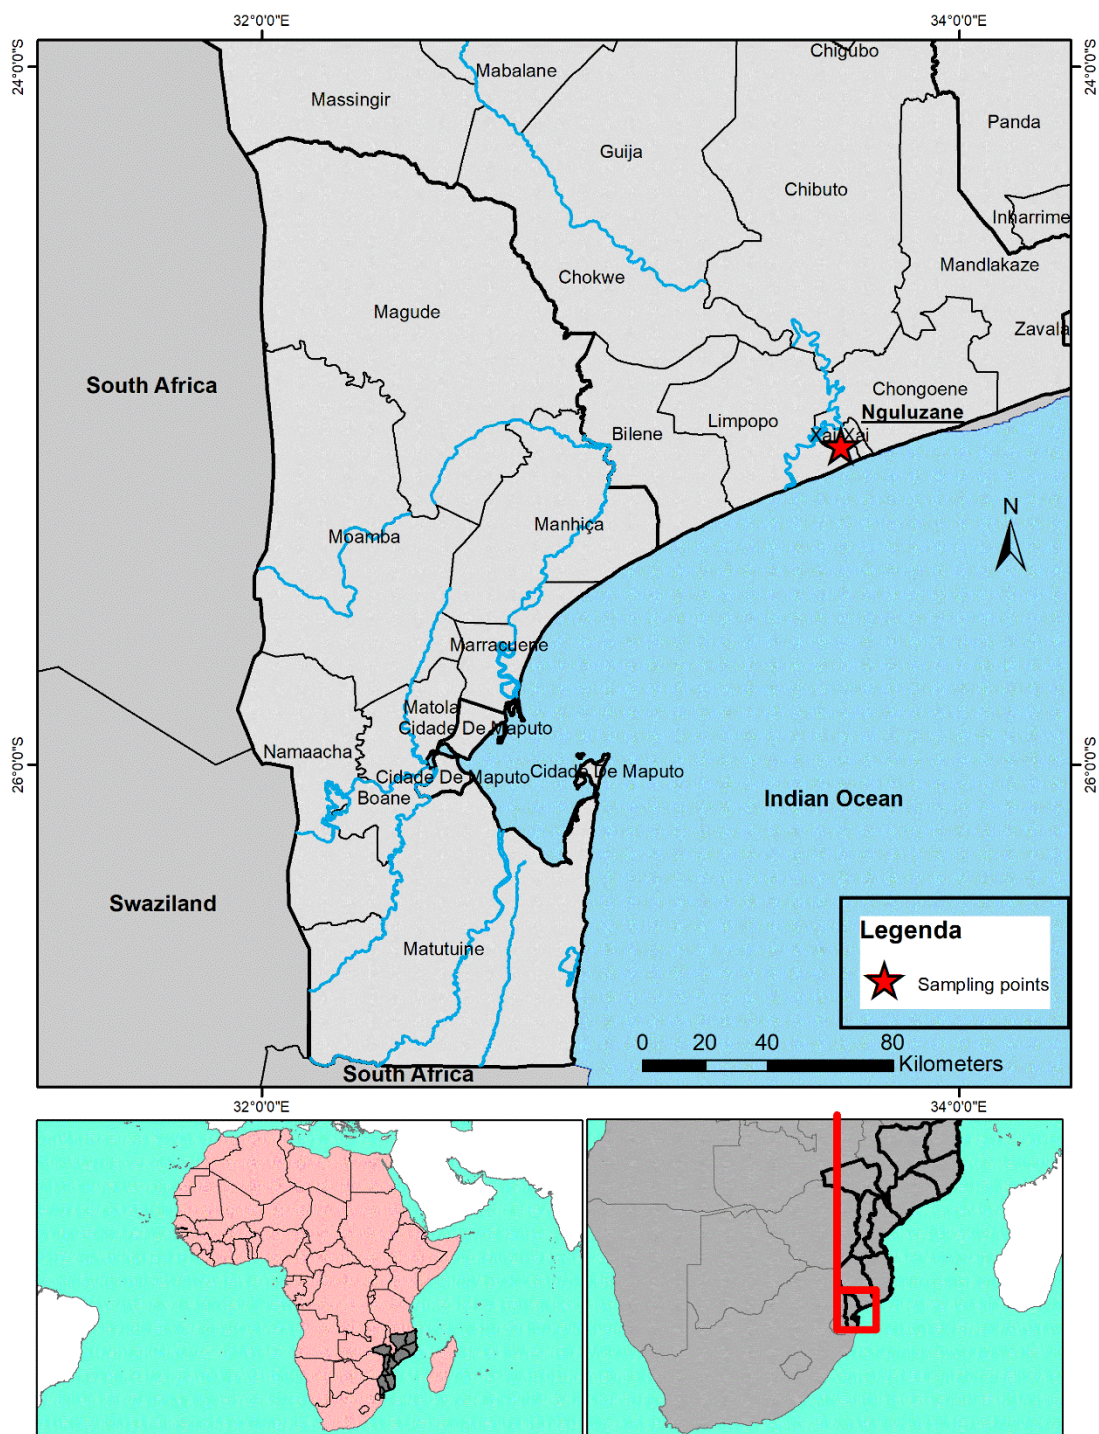 32°0'0"E
34°0'0"E
24°0'0"S
24°0'0"S
Chigubo
Mabalane
Massingir
Panda
Guija
Chibuto
Inharrime
Mandlakaze
Chokwe
Magude
Zavala
South Africa
Chongoene
Nguluzane
Limpopo
Bilene
Xai-Xai
N
Manhiça
Moamba
Marracuene
Matola
Cidade De Maputo
Namaacha
26°0'0"S
26°0'0"S
Cidade De Maputo
Cidade De Maputo
Boane
Indian Ocean
Swaziland
Legenda
Matutuine
Sampling points
0 20 40 80
Kilometers
South Africa
32°0'0"E
34°0'0"E